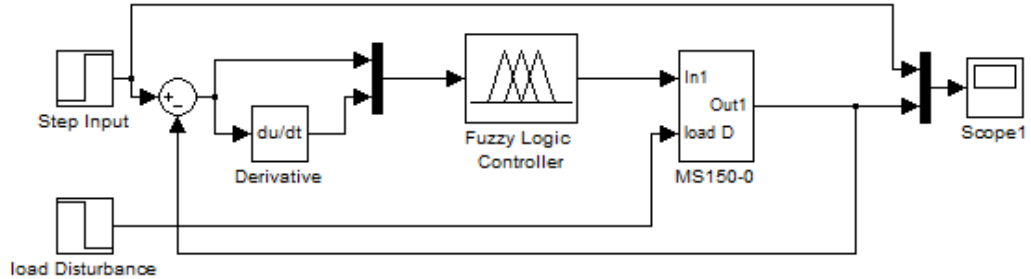 Step Input
+
−
du/dt
Derivative
Fuzzy Logic
Controller
In1
Out1
load D
MS150-0
Scope1
load Disturbance